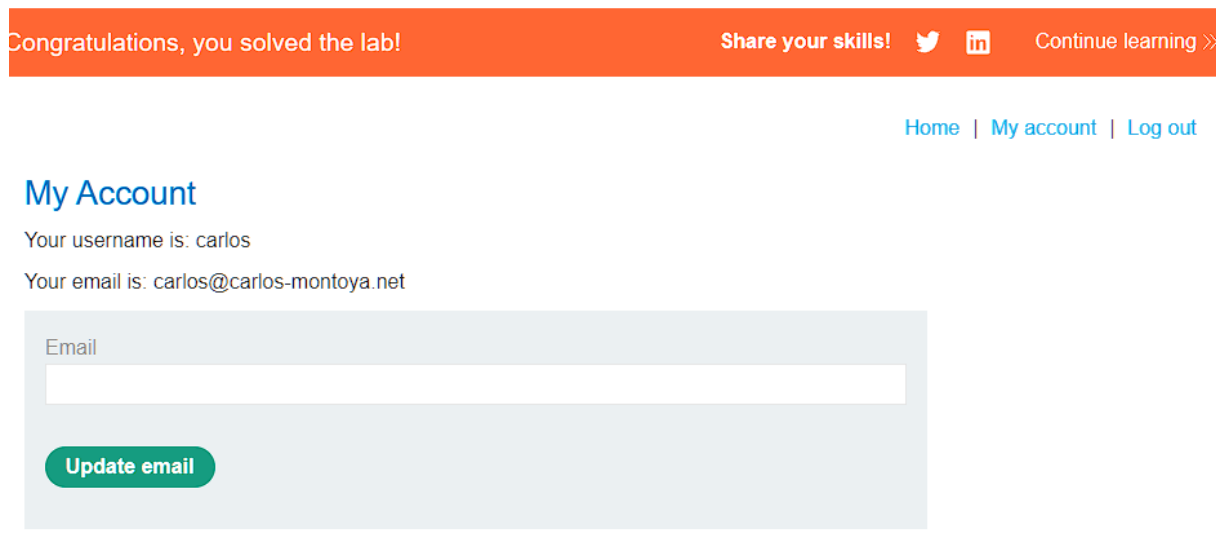 Congratulations, you solved the lab! Share your skills! in Continue learning >>
Home | My account | Log out
My Account
Your username is: carlos
Your email is: carlos@carlos-montoya.net
Email
Update email